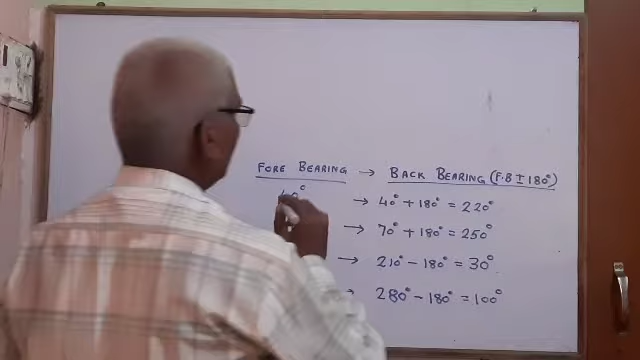 FORE BEARING → BACK BEARING (F.B ± 180°)
→ 40° + 180° = 220°
→ 70° + 180° = 250°
→ 210° - 180° = 30°
→ 280° - 180° = 100°